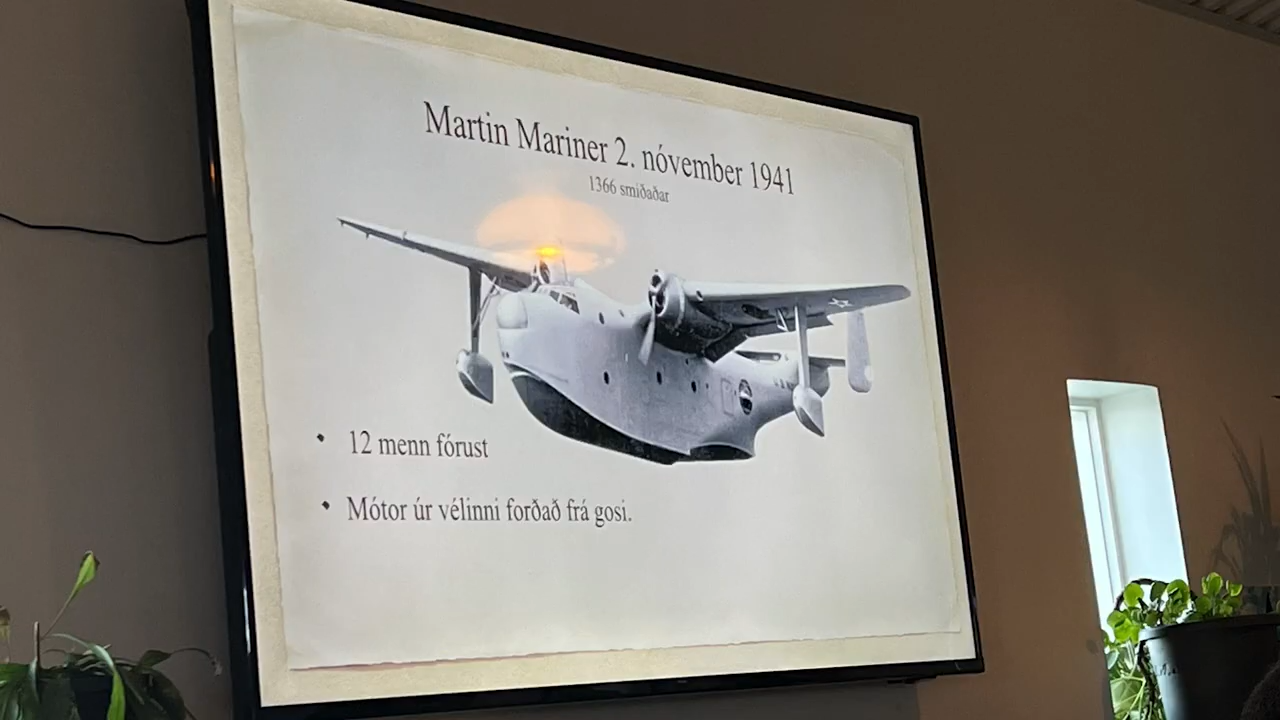 Martin Mariner 2. nóvember 1941
1366 smíðaðar
• 12 menn fórust
• Mótor úr vélinni forðað frá gosi.